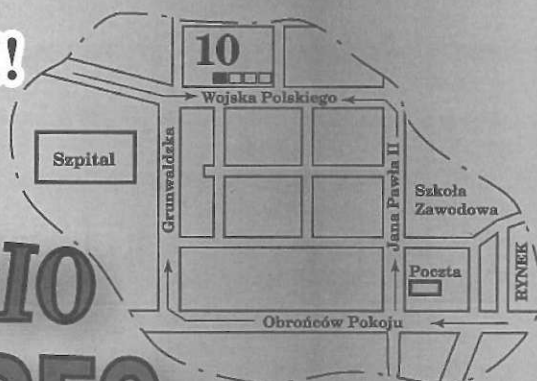 !
10
Wojska Polskiego
Szpital
Grunwaldzka
Jana Pawła II
Szkoła
Zawodowa
Poczta
RYNEK
Obrońców Pokoju
IO